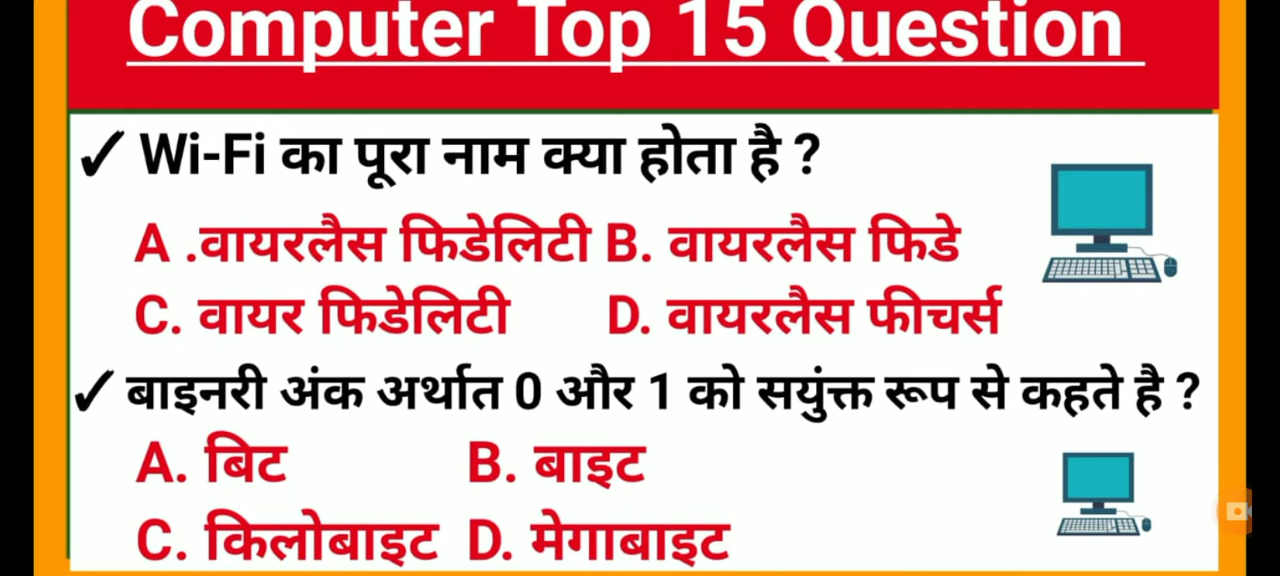 Computer Top 15 Question
✓ Wi-Fi का पूरा नाम क्या होता है ?
A .वायरलैस फिडेलिटी B. वायरलैस फिडे
C. वायर फिडेलिटी D. वायरलैस फीचर्स
✓ बाइनरी अंक अर्थात 0 और 1 को सयुंक्त रूप से कहते है ?
A. बिट B. बाइट
C. किलोबाइट D. मेगाबाइट